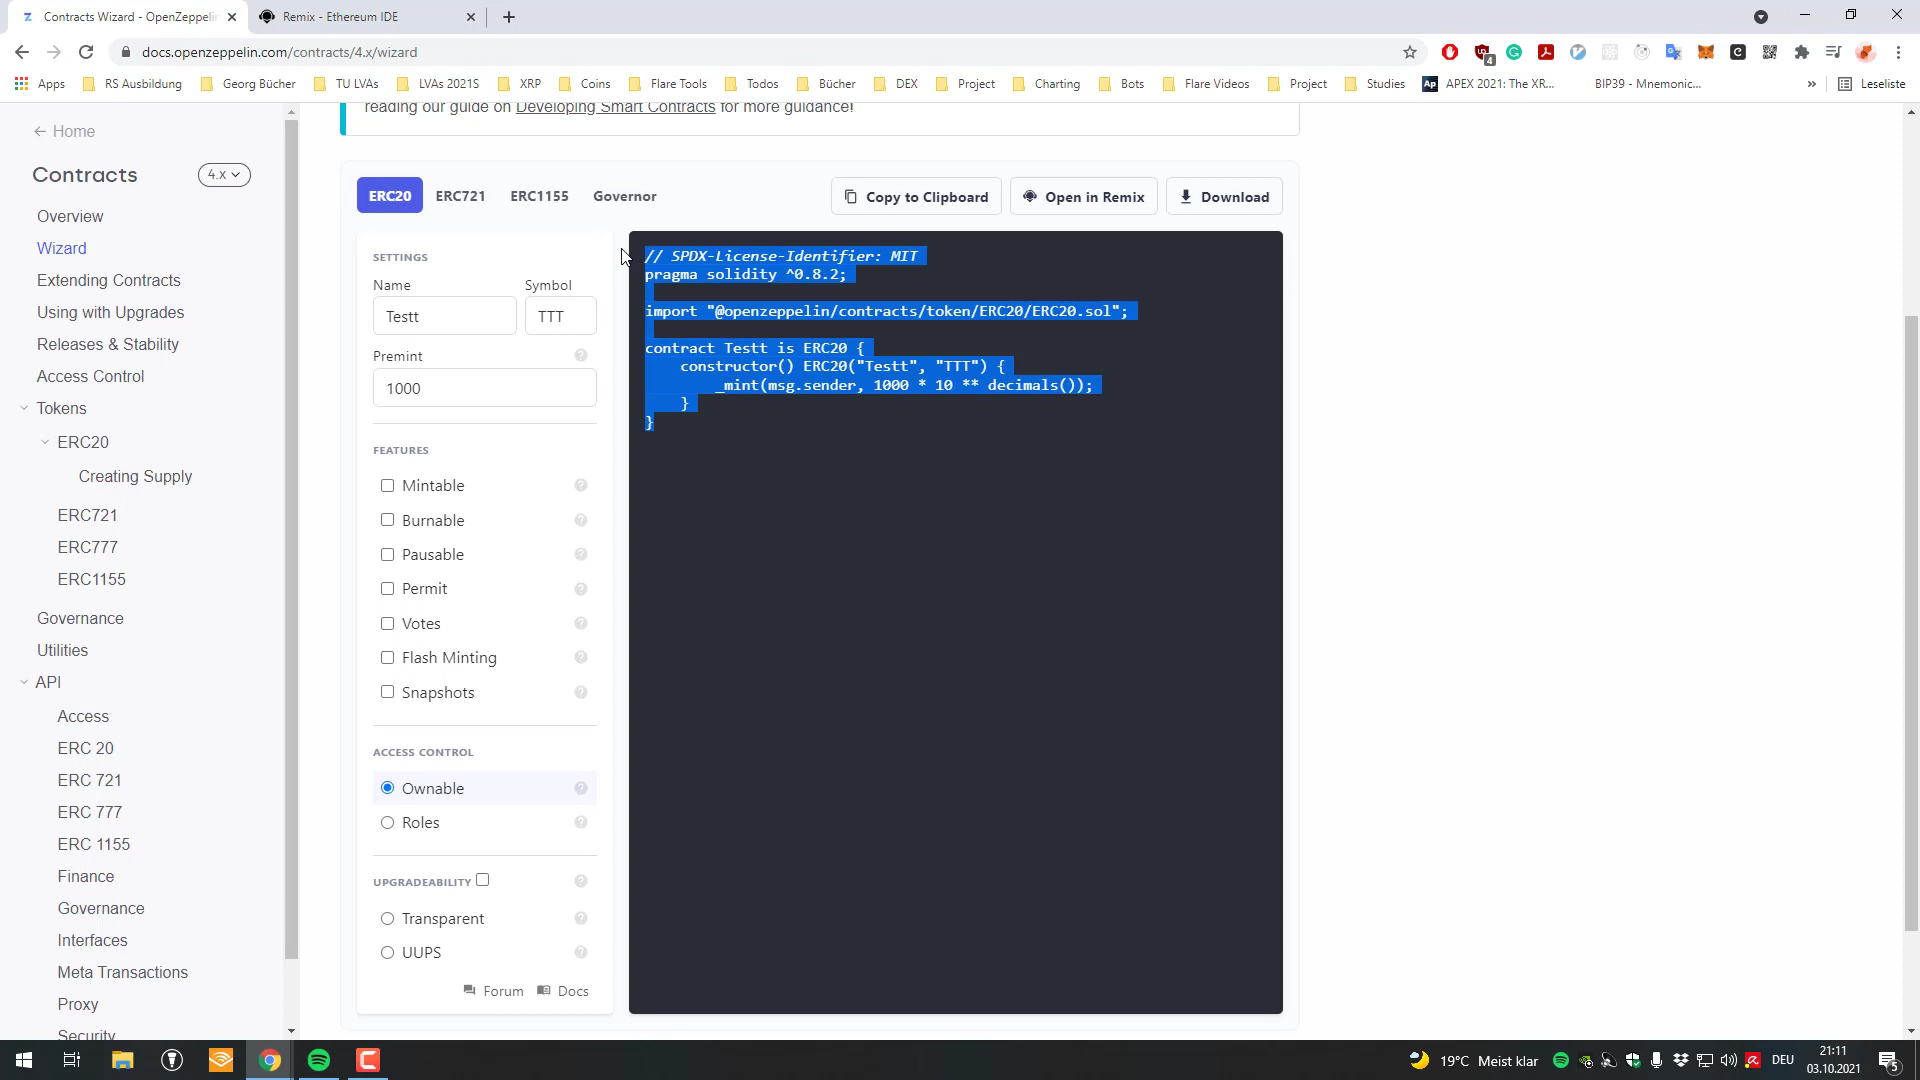 Contracts Wizard - OpenZeppelin
Remix - Ethereum IDE
docs.openzeppelin.com/contracts/4.x/wizard
4
Apps
RS Ausbildung
Georg Bücher
TU LVAs
LVAs 2021S
XRP
Coins
Flare Tools
Todos
Bücher
DEX
Project
Charting
Bots
Flare Videos
Project
Studies
Ap
APEX 2021: The XR...
BIP39 - Mnemonic...
»
Leseliste
reading our guide on Developing Smart Contracts for more guidance!
← Home
Contracts
4.x
Overview
Wizard
Extending Contracts
Using with Upgrades
Releases & Stability
Access Control
Tokens
ERC20
Creating Supply
ERC721
ERC777
ERC1155
Governance
Utilities
API
Access
ERC 20
ERC 721
ERC 777
ERC 1155
Finance
Governance
Interfaces
Meta Transactions
Proxy
Security
ERC20
ERC721
ERC1155
Governor
Copy to Clipboard
Open in Remix
Download
SETTINGS
Name
Symbol
Testt
TTT
Premint
1000
FEATURES
Mintable
Burnable
Pausable
Permit
Votes
Flash Minting
Snapshots
ACCESS CONTROL
Ownable
Roles
UPGRADEABILITY
Transparent
UUPS
Forum
Docs
// SPDX-License-Identifier: MIT
pragma solidity ^0.8.2;
import "@openzeppelin/contracts/token/ERC20/ERC20.sol";
contract Testt is ERC20 {
constructor() ERC20("Testt", "TTT") {
_mint(msg.sender, 1000 * 10 ** decimals());
}
}
19°C Meist klar
DEU
21:11
03.10.2021
5